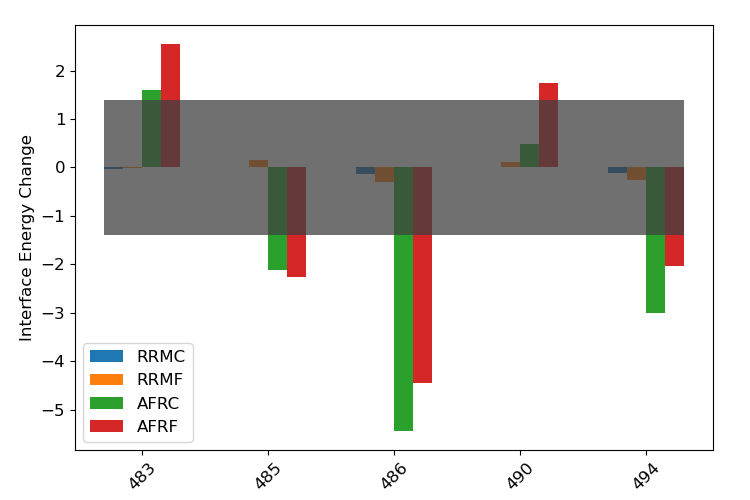 Interface Energy Change
2
1
0
−1
−2
−3
−4
−5
RRMC
RRMF
AFRC
AFRF
483
485
486
490
494